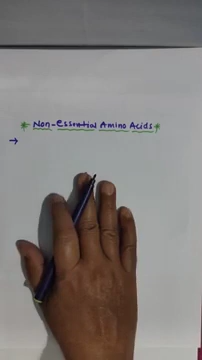 * Non-Essential Amino Acids *
→